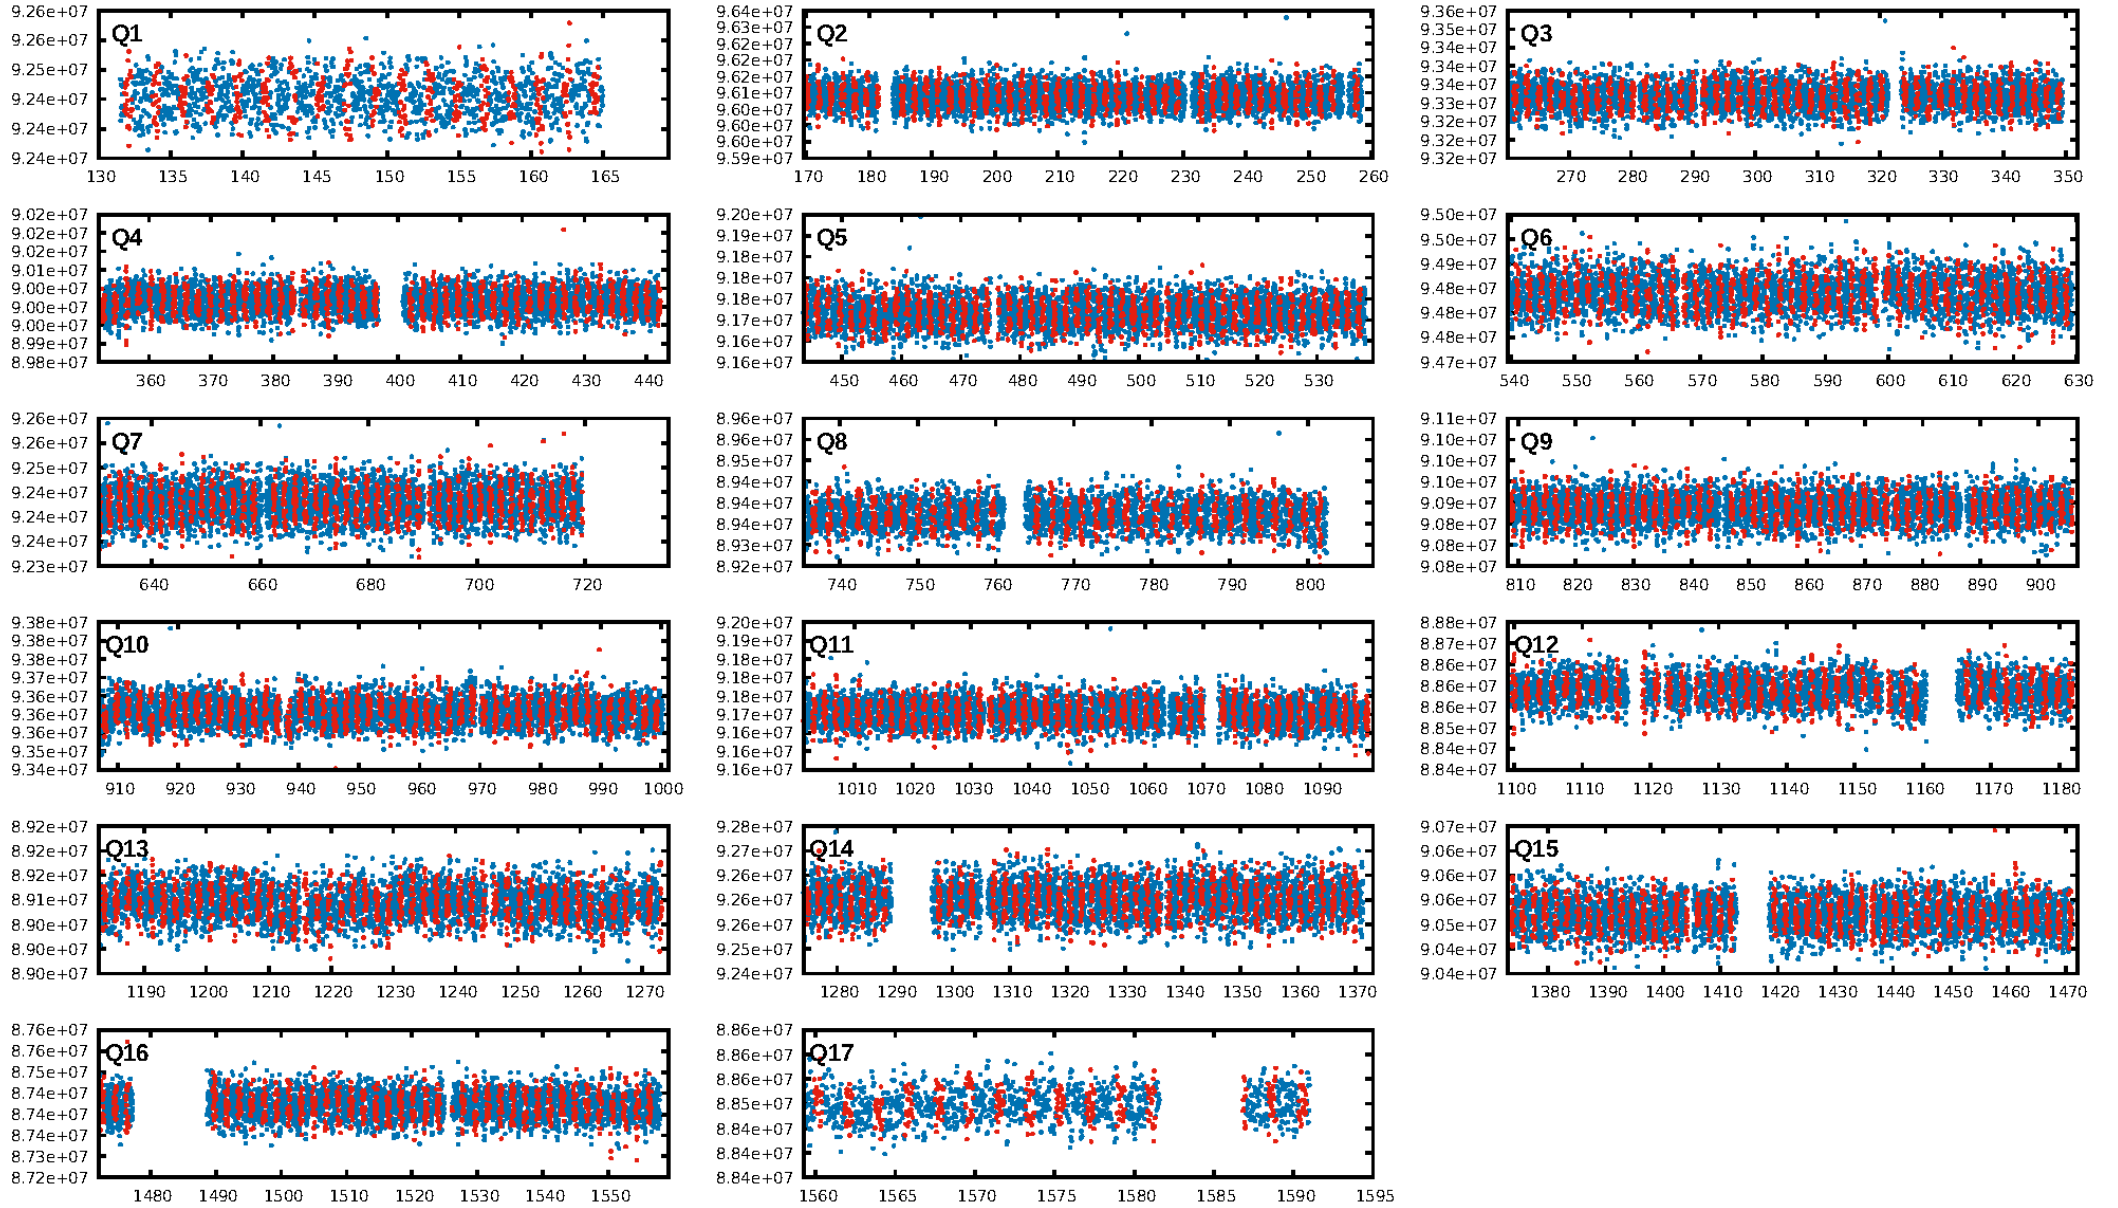 Q1
9.26e+07
9.26e+07
9.25e+07
9.24e+07
9.24e+07
9.24e+07
130 135 140 145 150 155 160 165
Q2
9.64e+07
9.63e+07
9.62e+07
9.62e+07
9.62e+07
9.61e+07
9.60e+07
9.60e+07
9.60e+07
9.59e+07
170 180 190 200 210 220 230 240 250 260
Q3
9.36e+07
9.35e+07
9.34e+07
9.34e+07
9.34e+07
9.33e+07
9.32e+07
9.32e+07
9.32e+07
270 280 290 300 310 320 330 340 350
Q4
9.02e+07
9.02e+07
9.02e+07
9.01e+07
9.00e+07
9.00e+07
9.00e+07
8.99e+07
8.98e+07
360 370 380 390 400 410 420 430 440
Q5
9.20e+07
9.19e+07
9.18e+07
9.18e+07
9.18e+07
9.17e+07
9.16e+07
9.16e+07
450 460 470 480 490 500 510 520 530
Q6
9.50e+07
9.50e+07
9.49e+07
9.48e+07
9.48e+07
9.48e+07
9.47e+07
540 550 560 570 580 590 600 610 620 630
Q7
9.26e+07
9.26e+07
9.25e+07
9.24e+07
9.24e+07
9.24e+07
9.23e+07
640 660 680 700 720
Q8
8.96e+07
8.96e+07
8.95e+07
8.94e+07
8.94e+07
8.93e+07
8.92e+07
740 750 760 770 780 790 800
Q9
9.11e+07
9.10e+07
9.10e+07
9.10e+07
9.09e+07
9.08e+07
9.08e+07
9.08e+07
810 820 830 840 850 860 870 880 890 900
Q10
9.38e+07
9.38e+07
9.38e+07
9.37e+07
9.36e+07
9.36e+07
9.36e+07
9.35e+07
9.34e+07
910 920 930 940 950 960 970 980 990 1000
Q11
9.20e+07
9.19e+07
9.18e+07
9.18e+07
9.18e+07
9.17e+07
9.16e+07
9.16e+07
9.16e+07
1010 1020 1030 1040 1050 1060 1070 1080 1090
Q12
8.88e+07
8.87e+07
8.86e+07
8.86e+07
8.86e+07
8.85e+07
8.84e+07
8.84e+07
1100 1110 1120 1130 1140 1150 1160 1170 1180
Q13
8.92e+07
8.92e+07
8.92e+07
8.91e+07
8.90e+07
8.90e+07
8.90e+07
1190 1200 1210 1220 1230 1240 1250 1260 1270
Q14
9.28e+07
9.27e+07
9.26e+07
9.26e+07
9.26e+07
9.25e+07
9.24e+07
1280 1290 1300 1310 1320 1330 1340 1350 1360 1370
Q15
9.07e+07
9.06e+07
9.06e+07
9.06e+07
9.05e+07
9.04e+07
9.04e+07
1380 1390 1400 1410 1420 1430 1440 1450 1460 1470
Q16
8.76e+07
8.76e+07
8.75e+07
8.74e+07
8.74e+07
8.74e+07
8.73e+07
8.72e+07
1480 1490 1500 1510 1520 1530 1540 1550
Q17
8.86e+07
8.86e+07
8.86e+07
8.85e+07
8.84e+07
8.84e+07
8.84e+07
1560 1565 1570 1575 1580 1585 1590 1595